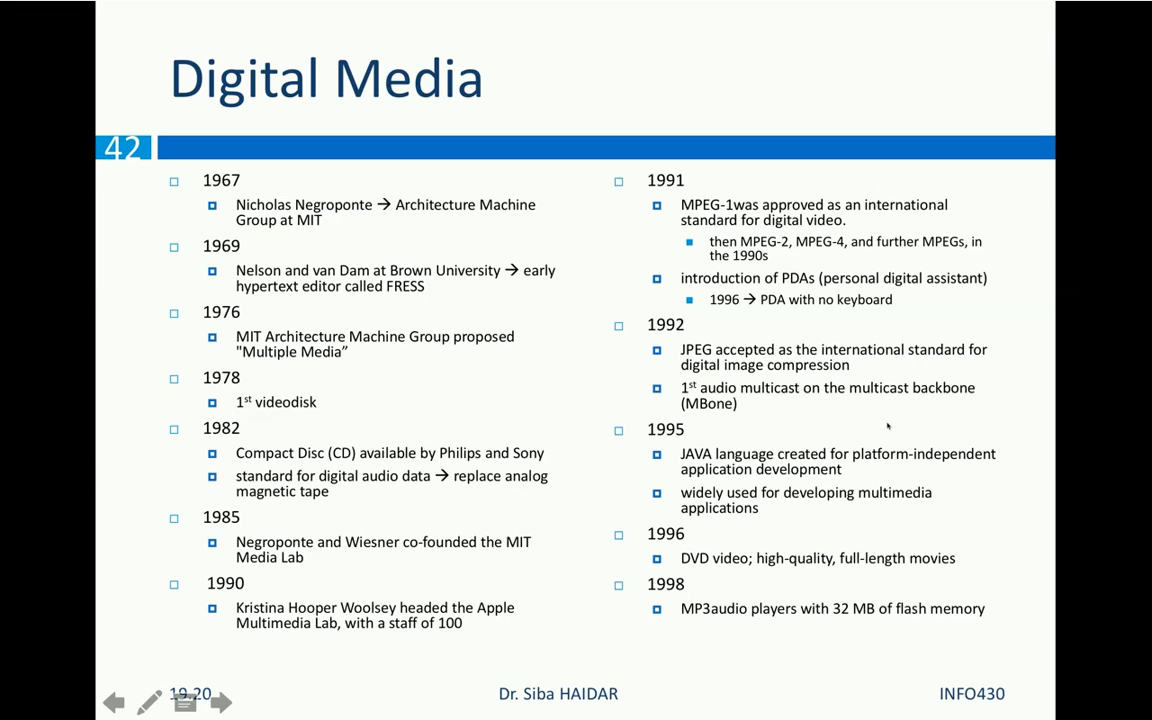 Digital Media
42
1967
Nicholas Negroponte → Architecture Machine
Group at MIT
1969
Nelson and van Dam at Brown University → early
hypertext editor called FRESS
1976
MIT Architecture Machine Group proposed
"Multiple Media”
1978
1st videodisk
1982
Compact Disc (CD) available by Philips and Sony
standard for digital audio data → replace analog
magnetic tape
1985
Negroponte and Wiesner co-founded the MIT
Media Lab
1990
Kristina Hooper Woolsey headed the Apple
Multimedia Lab, with a staff of 100
1991
MPEG-1was approved as an international
standard for digital video.
then MPEG-2, MPEG-4, and further MPEGs, in
the 1990s
introduction of PDAs (personal digital assistant)
1996 → PDA with no keyboard
1992
JPEG accepted as the international standard for
digital image compression
1st audio multicast on the multicast backbone
(MBone)
1995
JAVA language created for platform-independent
application development
widely used for developing multimedia
applications
1996
DVD video; high-quality, full-length movies
1998
MP3audio players with 32 MB of flash memory
19.20
Dr. Siba HAIDAR
INFO430